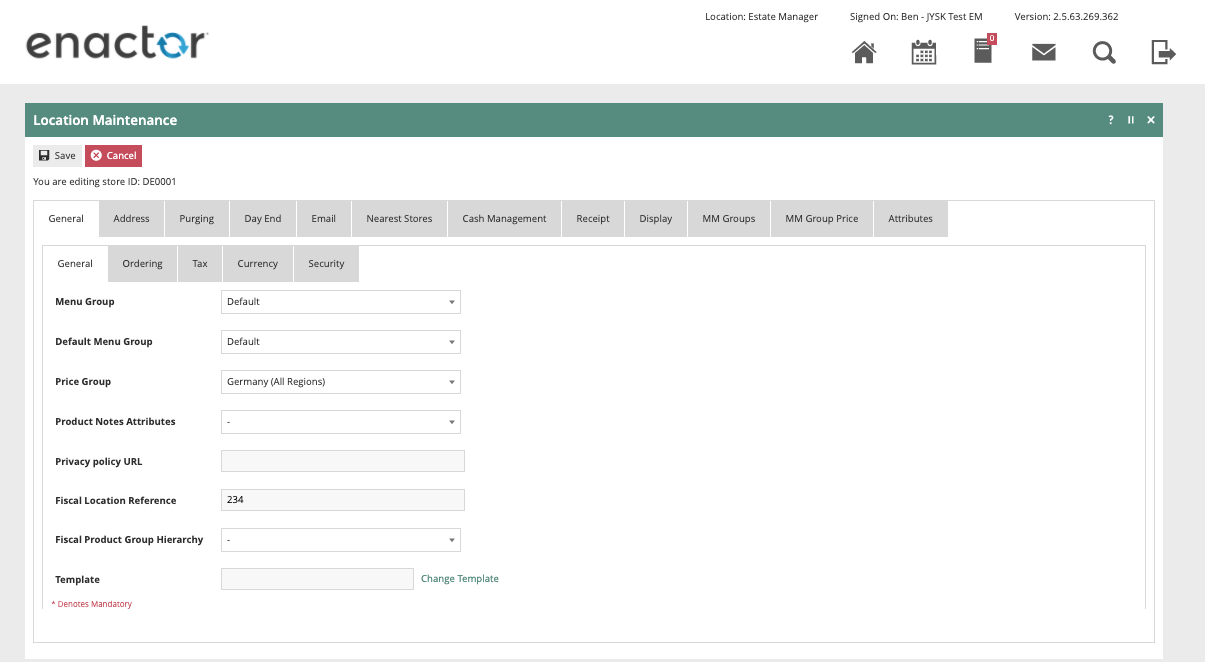 Location: Estate Manager Signed On: Ben - JYSK Test EM Version: 2.5.63.269.362
enactor
0
Location Maintenance ? II ×
Save Cancel
You are editing store ID: DE0001
General Address Purging Day End Email Nearest Stores Cash Management Receipt Display MM Groups MM Group Price Attributes
General Ordering Tax Currency Security
Menu Group Default
Default Menu Group Default
Price Group Germany (All Regions)
Product Notes Attributes -
Privacy policy URL
Fiscal Location Reference 234
Fiscal Product Group Hierarchy -
Template Change Template
* Denotes Mandatory